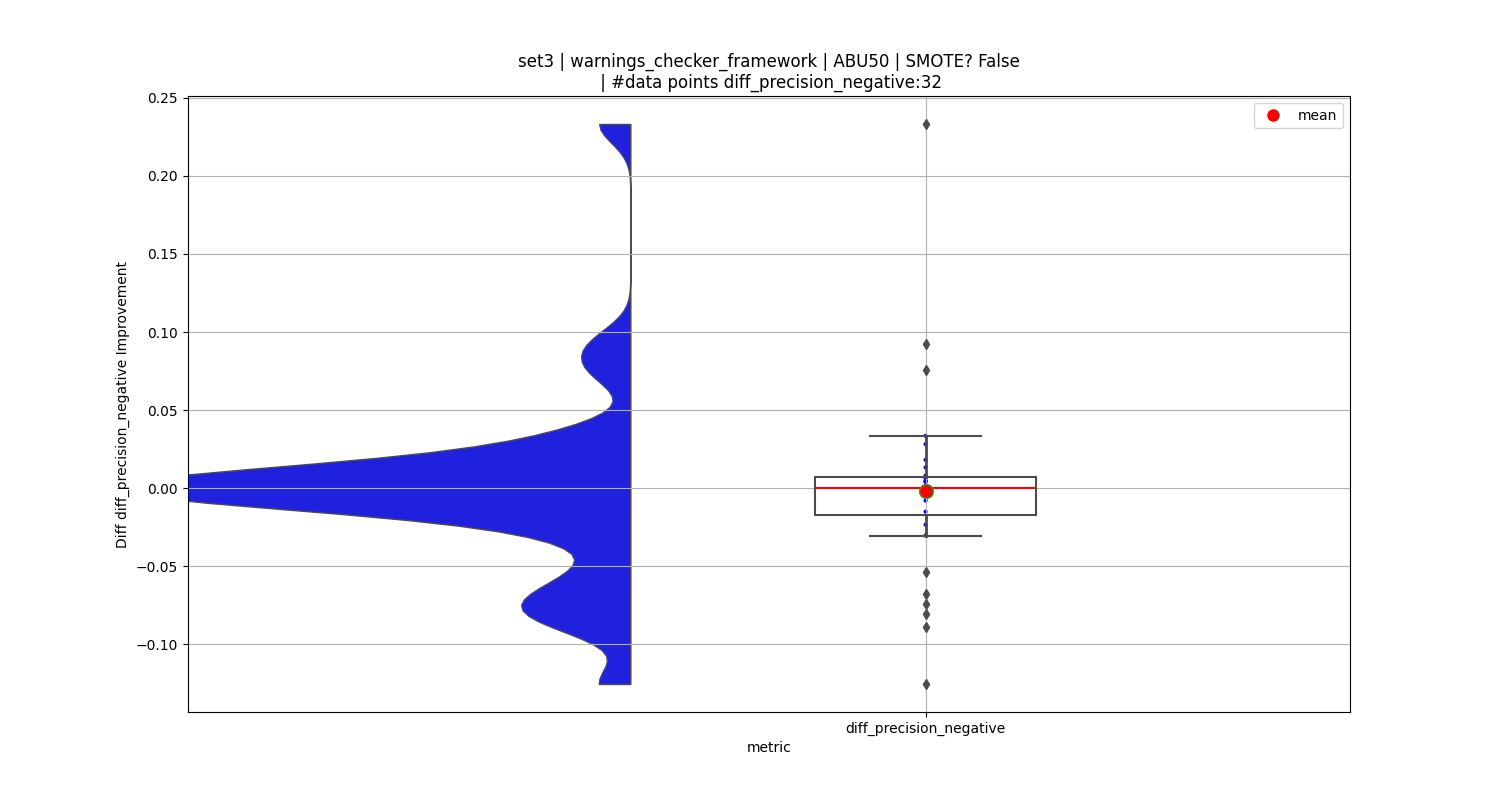 set3 | warnings_checker_framework | ABU50 | SMOTE? False
| #data points diff_precision_negative:32
mean
0.25
0.20
0.15
0.10
0.05
0.00
−0.05
−0.10
Diff diff_precision_negative Improvement
diff_precision_negative
metric